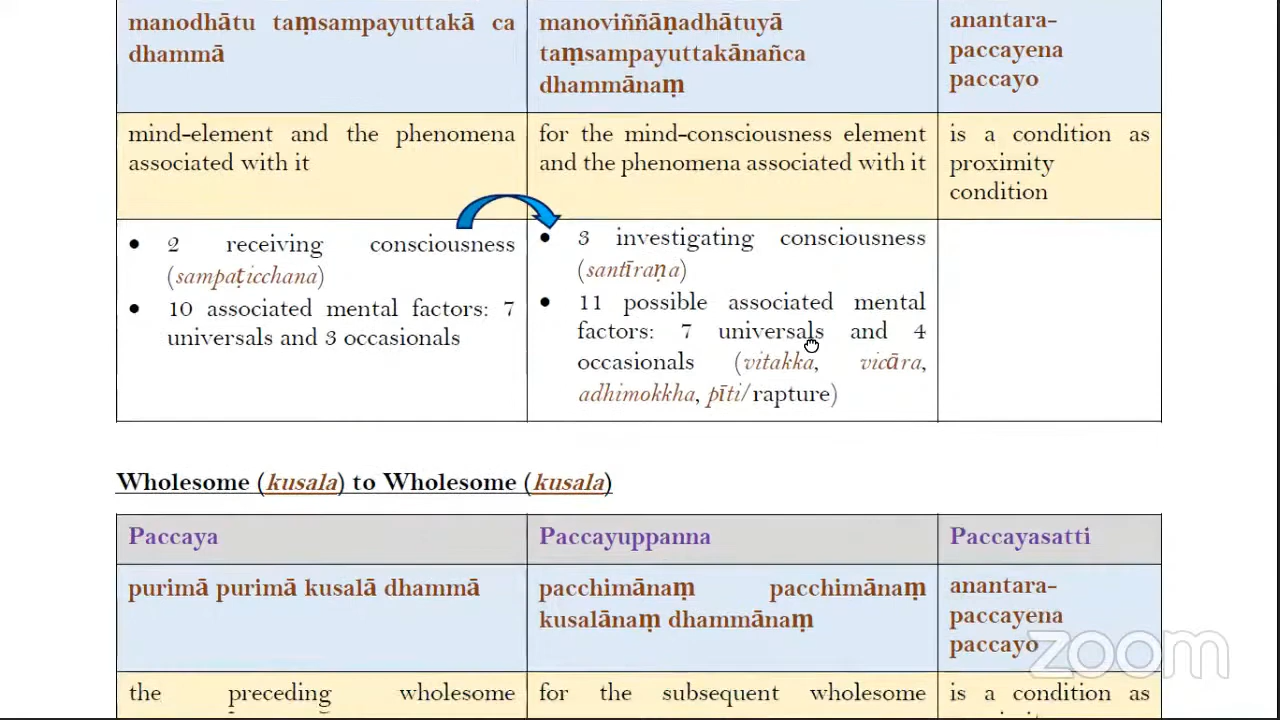 manodhātu taṃsampayuttakā ca
dhammā
manoviññāṇadhātuyā
taṃsampayuttakānañca
dhammānaṃ
anantara-
paccayena
paccayo
mind-element and the phenomena
associated with it
for the mind-consciousness element
and the phenomena associated with it
is a condition as
proximity
condition
• 2 receiving consciousness
(sampaṭicchana)
• 10 associated mental factors: 7
universals and 3 occasionals
• 3 investigating consciousness
(santīraṇa)
• 11 possible associated mental
factors: 7 universals and 4
occasionals (vitakka, vicāra,
adhimokkha, pīti/rapture)
Wholesome (kusala) to Wholesome (kusala)
Paccaya
Paccayuppanna
Paccayasatti
purimā purimā kusalā dhammā
pacchimānaṃ pacchimānaṃ
kusalānaṃ dhammānaṃ
anantara-
paccayena
paccayo
the preceding wholesome
for the subsequent wholesome
is a condition as
zoom